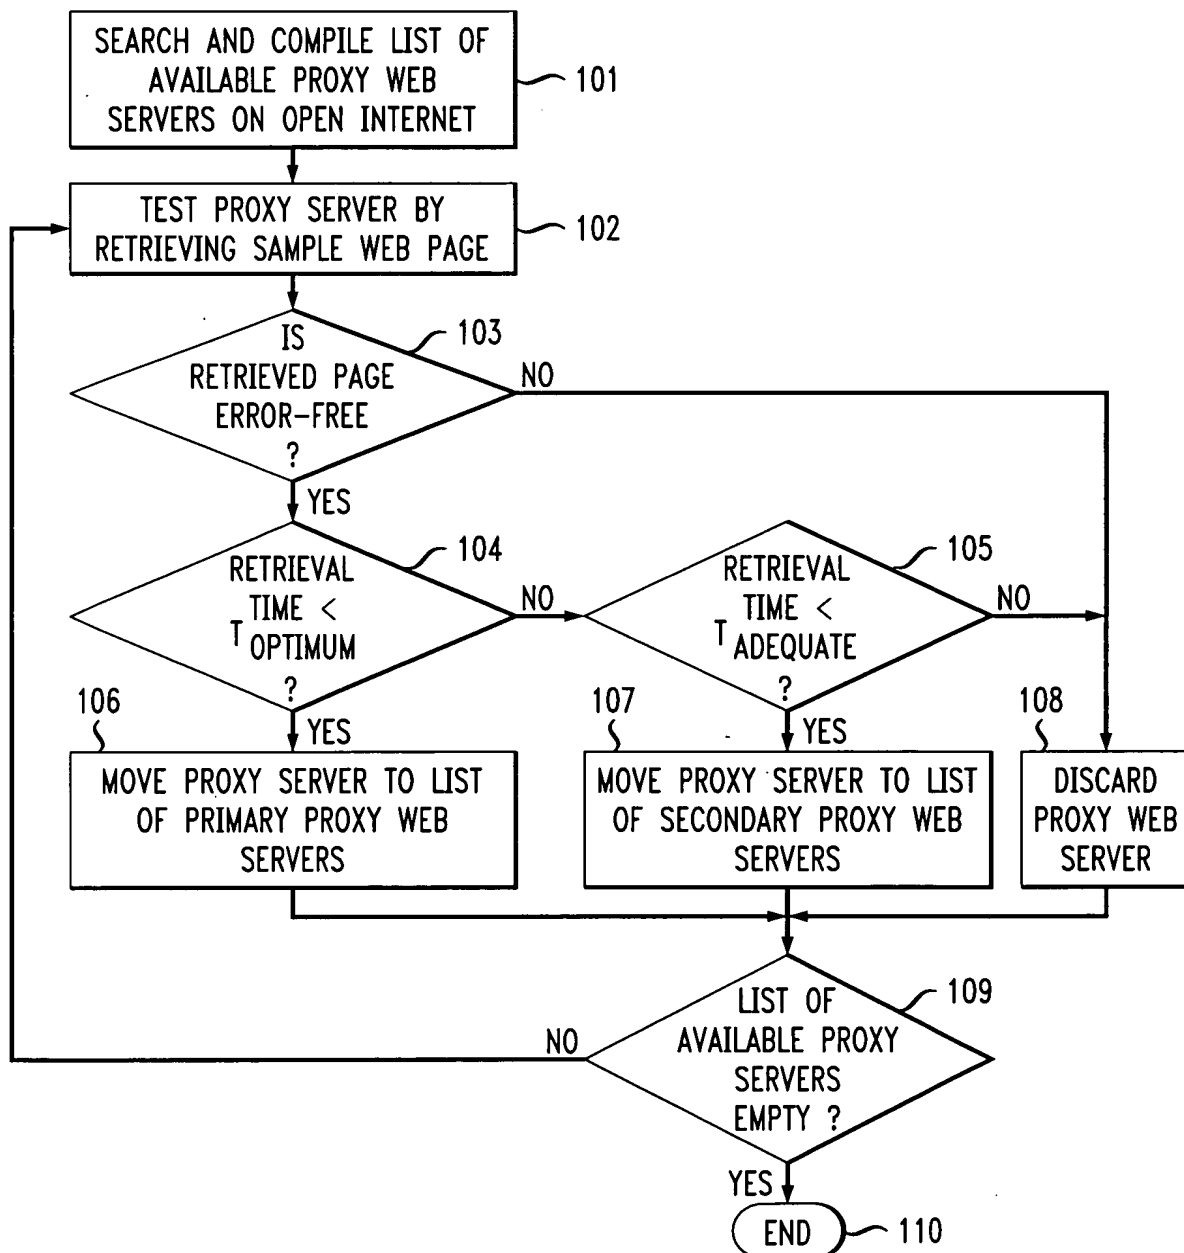 SEARCH AND COMPILE LIST OF
AVAILABLE PROXY WEB
SERVERS ON OPEN INTERNET
101
TEST PROXY SERVER BY
RETRIEVING SAMPLE WEB PAGE
102
IS
RETRIEVED PAGE
ERROR-FREE
?
103
NO
YES
RETRIEVAL
TIME <
T OPTIMUM
?
104
NO
RETRIEVAL
TIME <
T ADEQUATE
?
105
NO
106
YES
107
YES
108
MOVE PROXY SERVER TO LIST
OF PRIMARY PROXY WEB
SERVERS
MOVE PROXY SERVER TO LIST
OF SECONDARY PROXY WEB
SERVERS
DISCARD
PROXY WEB
SERVER
LIST OF
AVAILABLE PROXY
SERVERS
EMPTY ?
109
NO
YES
END
110